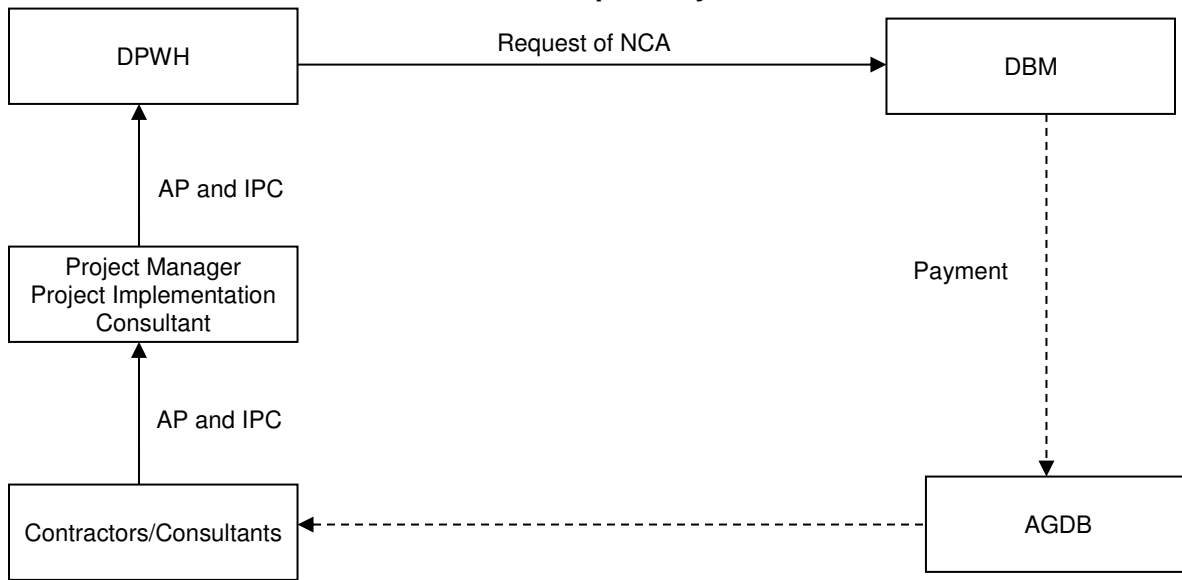 DPWH
Request of NCA
DBM
AP and IPC
Project Manager
Project Implementation
Consultant
Payment
AP and IPC
Contractors/Consultants
AGDB